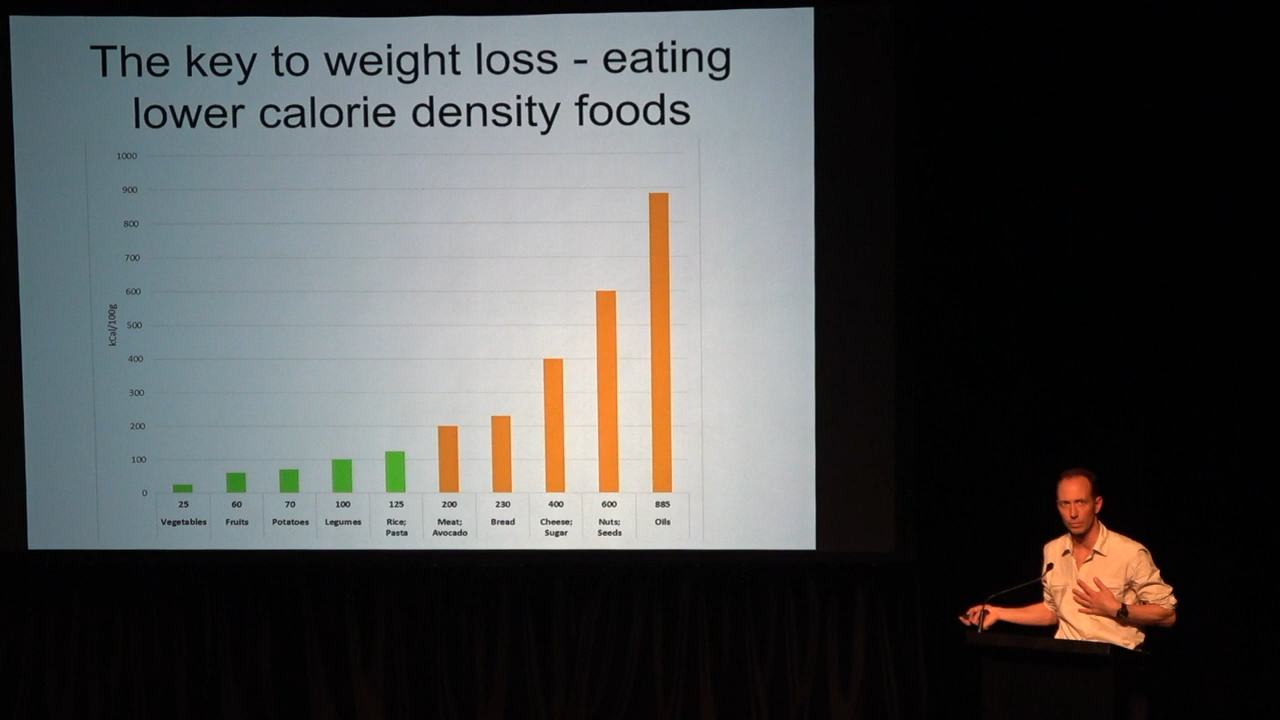 The key to weight loss - eating
lower calorie density foods
1000
900
800
700
600
500
400
300
200
100
0
kCal/100g
25 60 70 100 125 200 230 400 600 885
Vegetables Fruits Potatoes Legumes Rice; Meat; Bread Cheese; Nuts; Oils
Pasta Avocado Sugar Seeds